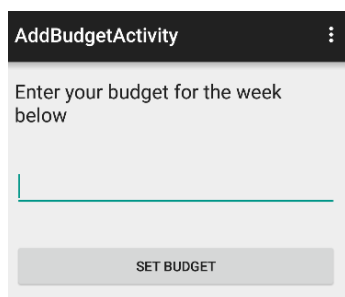 AddBudgetActivity
Enter your budget for the week
below
SET BUDGET